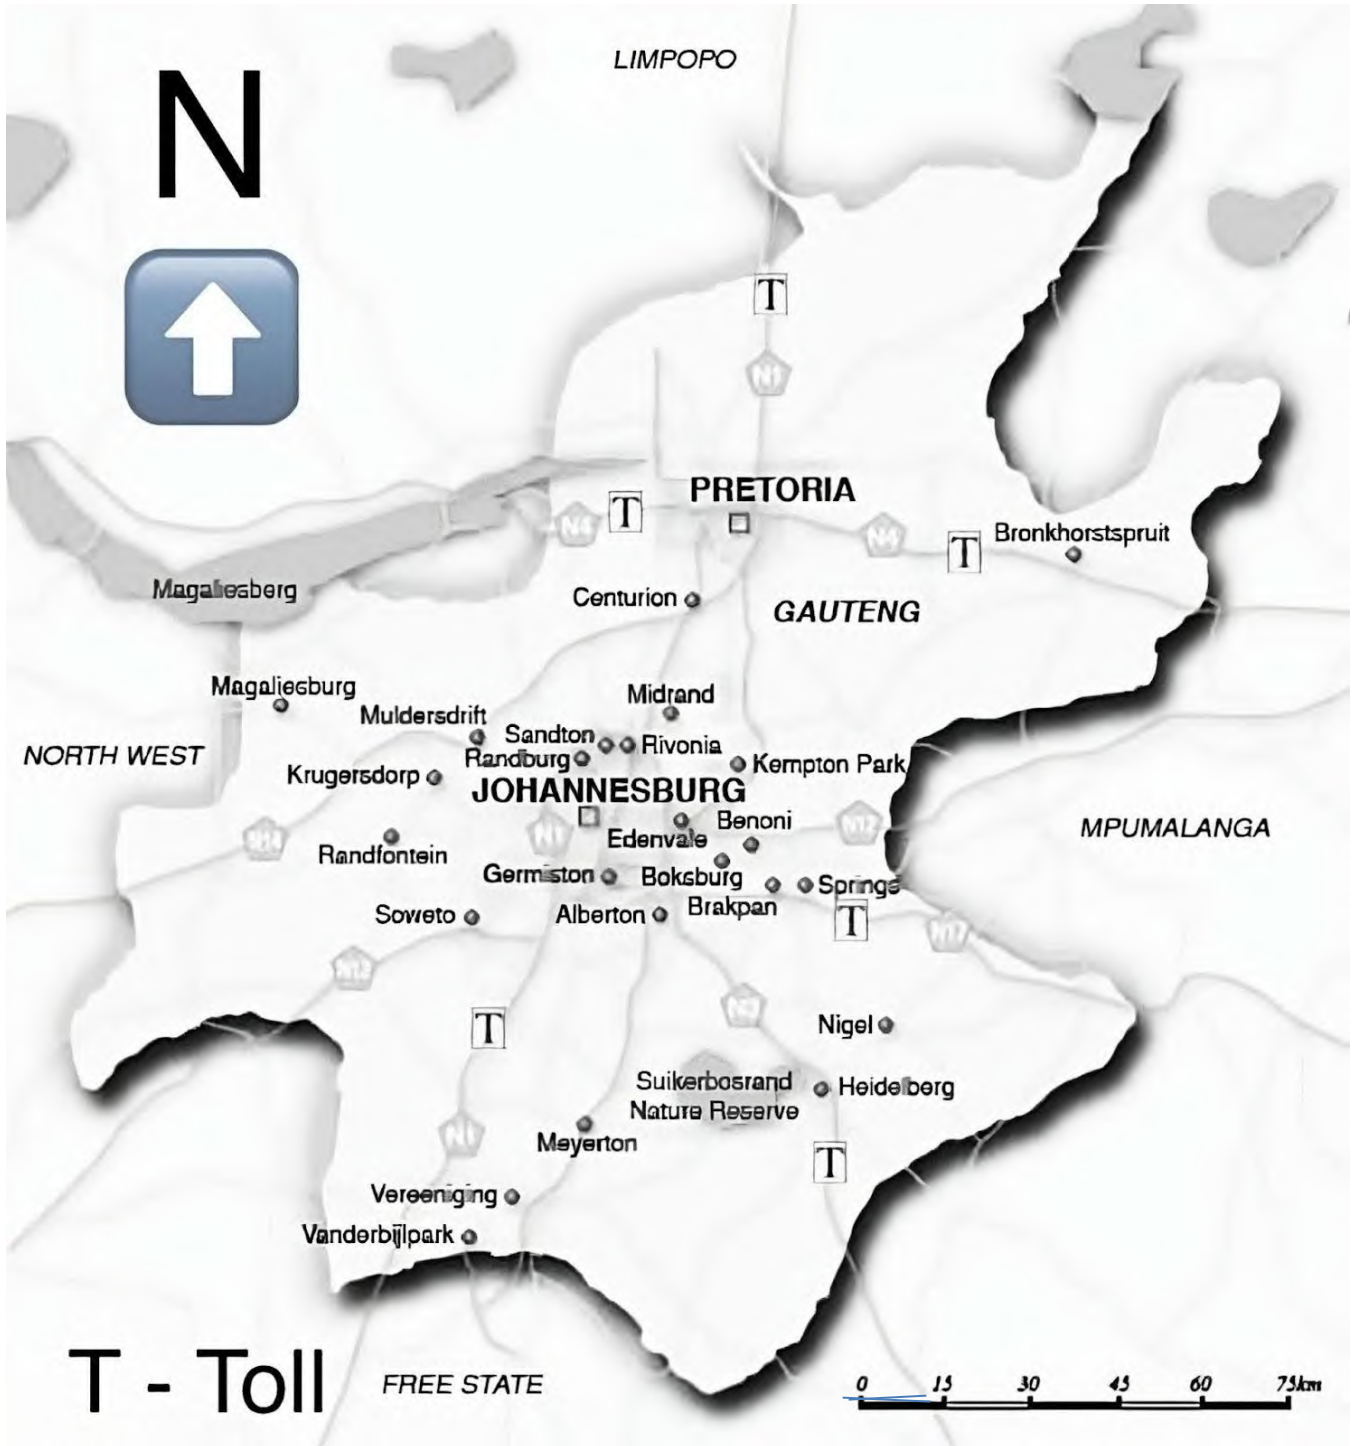 LIMPOPO
N
T
N1
PRETORIA
N4
T
N4
T
Bronkhorstspruit
Magaliesberg
Centurion
GAUTENG
Magaliesburg
Midrand
Muldersdrift
Sandton
Rivonia
NORTH WEST
Randburg
Kempton Park
Krugersdorp
JOHANNESBURG
Benoni
N12
MPUMALANGA
N14
N1
Edenvale
Randfontein
Germiston
Boksburg
Springs
Brakpan
Soweto
Alberton
T
N17
N12
N3
T
Nigel
Suikerbosrand
Nature Reserve
Heidelberg
N1
Meyerton
T
Vereeniging
Vanderbijlpark
T - Toll
FREE STATE
0 15 30 45 60 75km